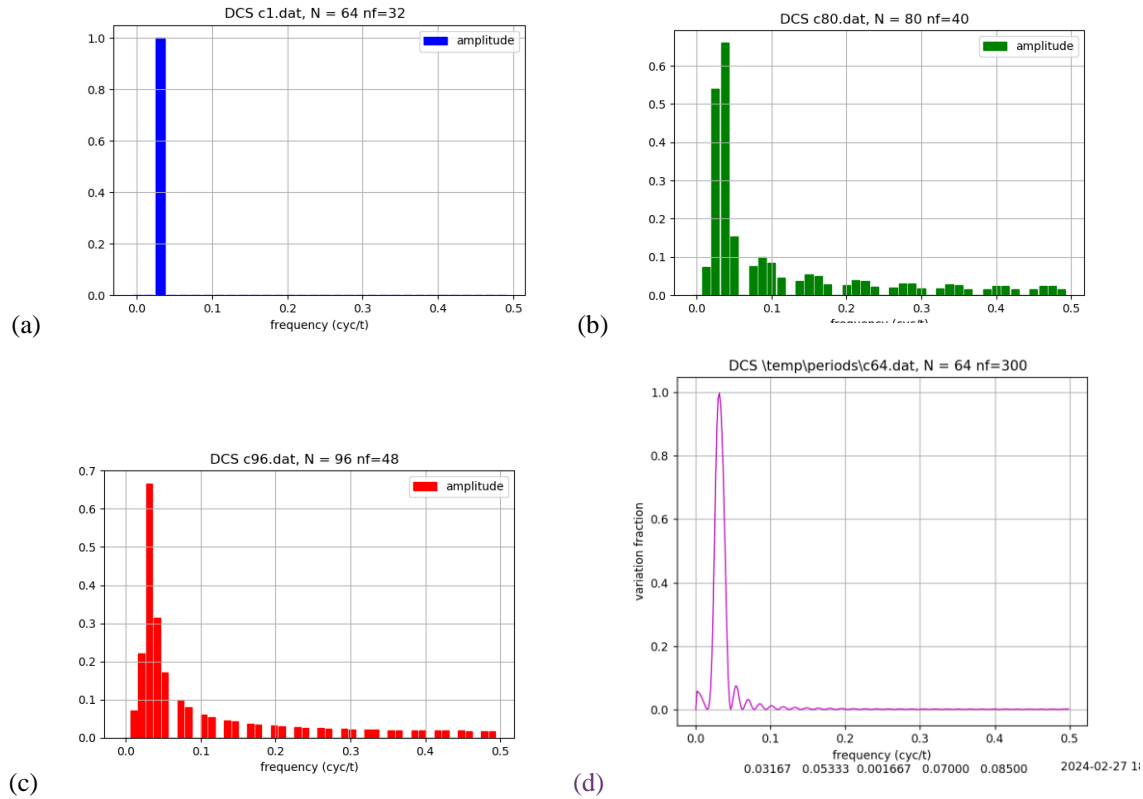 DCS c1.dat, N = 64 nf=32
amplitude
1.0
0.8
0.6
0.4
0.2
0.0
0.0 0.1 0.2 0.3 0.4 0.5
frequency (cyc/t)
(a)
DCS c80.dat, N = 80 nf=40
amplitude
0.6
0.5
0.4
0.3
0.2
0.1
0.0
0.0 0.1 0.2 0.3 0.4 0.5
frequency (cyc/t)
(b)
DCS c96.dat, N = 96 nf=48
amplitude
0.7
0.6
0.5
0.4
0.3
0.2
0.1
0.0
0.0 0.1 0.2 0.3 0.4 0.5
frequency (cyc/t)
(c)
DCS \temp\periods\c64.dat, N = 64 nf=300
variation fraction
1.0
0.8
0.6
0.4
0.2
0.0
0.0 0.1 0.2 0.3 0.4 0.5
frequency (cyc/t)
0.03167 0.05333 0.001667 0.07000 0.08500 2024-02-27
(d)